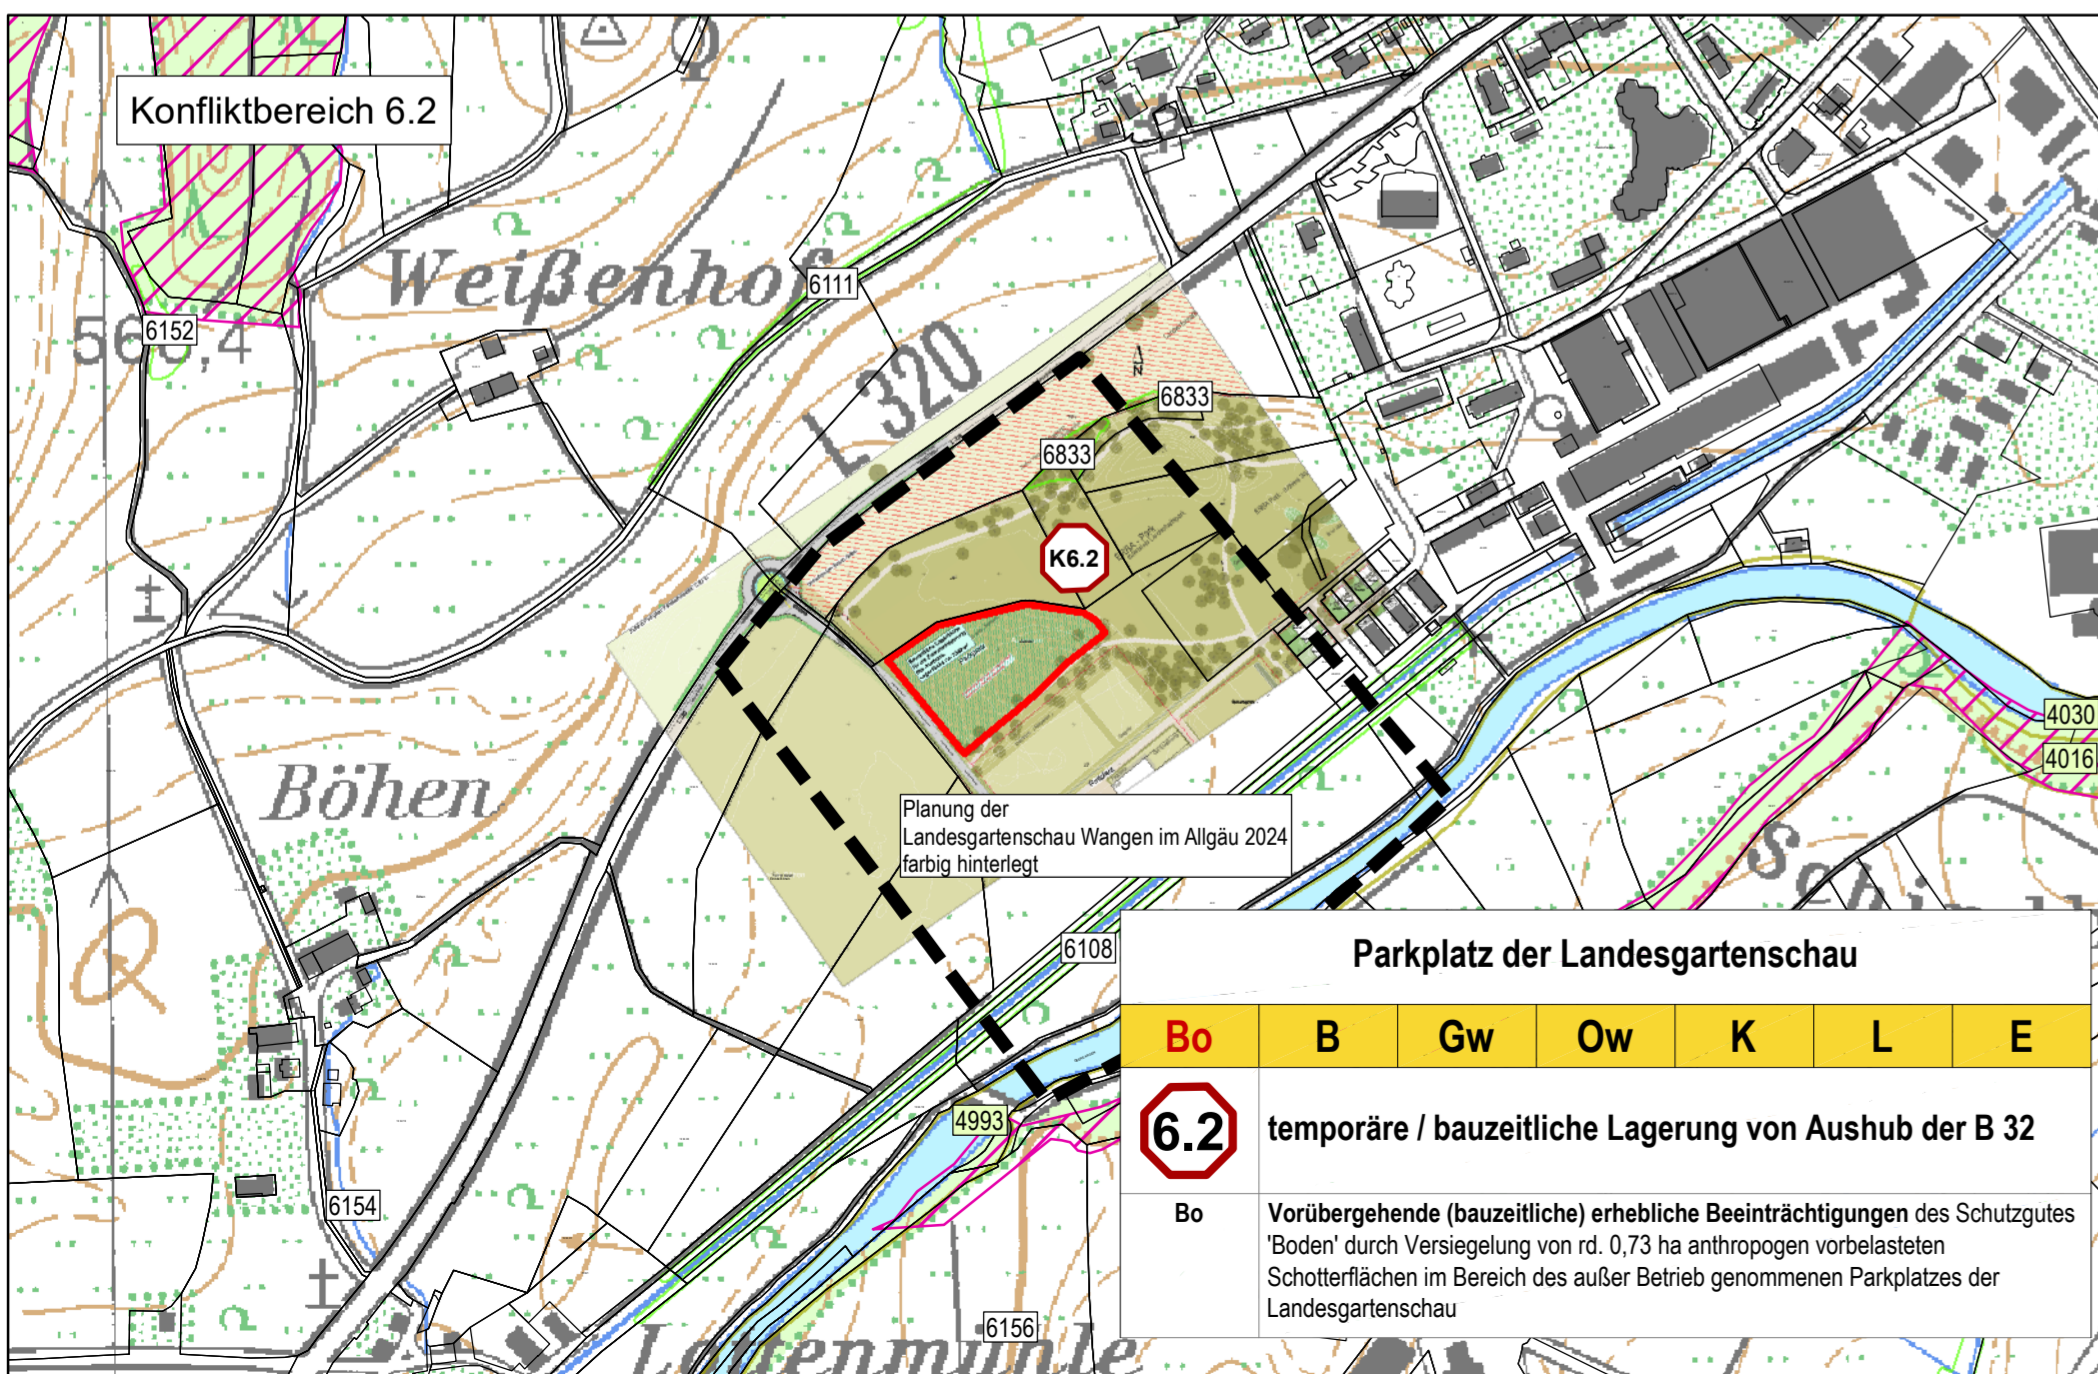 Konfliktbereich 6.2
Weißenhof
6111
6152
L 320
6833
6833
N
K6.2
Parkplatz
ERBA - Park
Böhen
4030
4016
Planung der
Landesgartenschau Wangen im Allgäu 2024
farbig hinterlegt
6108
4993
6154
6156
Parkplatz der Landesgartenschau
Bo B Gw Ow K L E
6.2 temporäre / bauzeitliche Lagerung von Aushub der B 32
Bo Vorübergehende (bauzeitliche) erhebliche Beeinträchtigungen des Schutzgutes
'Boden' durch Versiegelung von rd. 0,73 ha anthropogen vorbelasteten
Schotterflächen im Bereich des außer Betrieb genommenen Parkplatzes der
Landesgartenschau